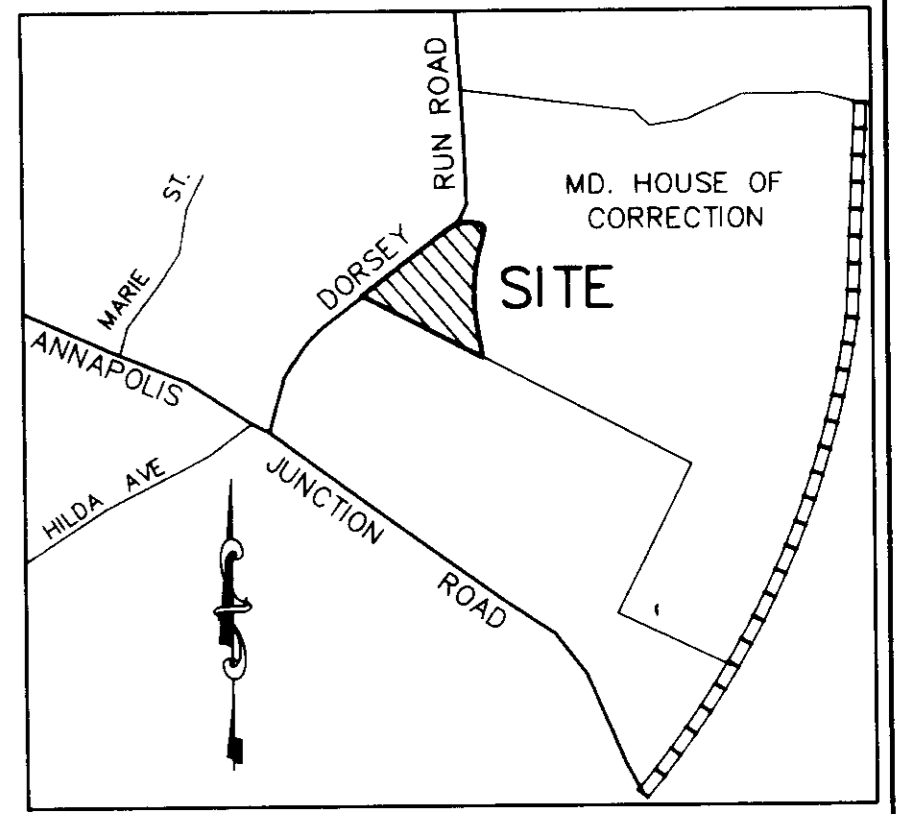 DORSEY RUN ROAD
MD. HOUSE OF
CORRECTION
SITE
MARIE ST.
ANNAPOLIS JUNCTION ROAD
HILDA AVE